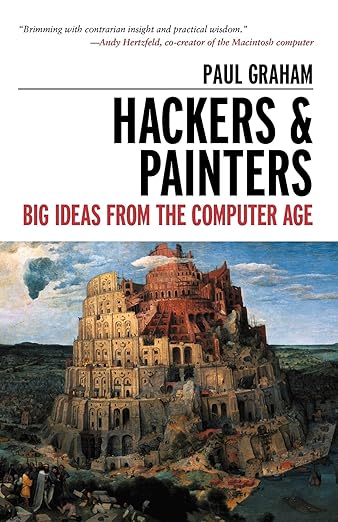 "Brimming with contrarian insight and practical wisdom."
—Andy Hertzfeld, co-creator of the Macintosh computer
PAUL GRAHAM
HACKERS &
PAINTERS
BIG IDEAS FROM THE COMPUTER AGE